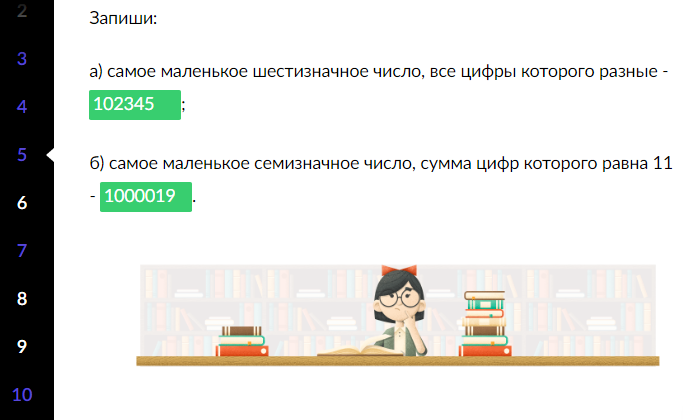 2
3
4
5
6
7
8
9
10
Запиши:
а) самое маленькое шестизначное число, все цифры которого разные -
102345 ;
б) самое маленькое семизначное число, сумма цифр которого равна 11
- 1000019 .